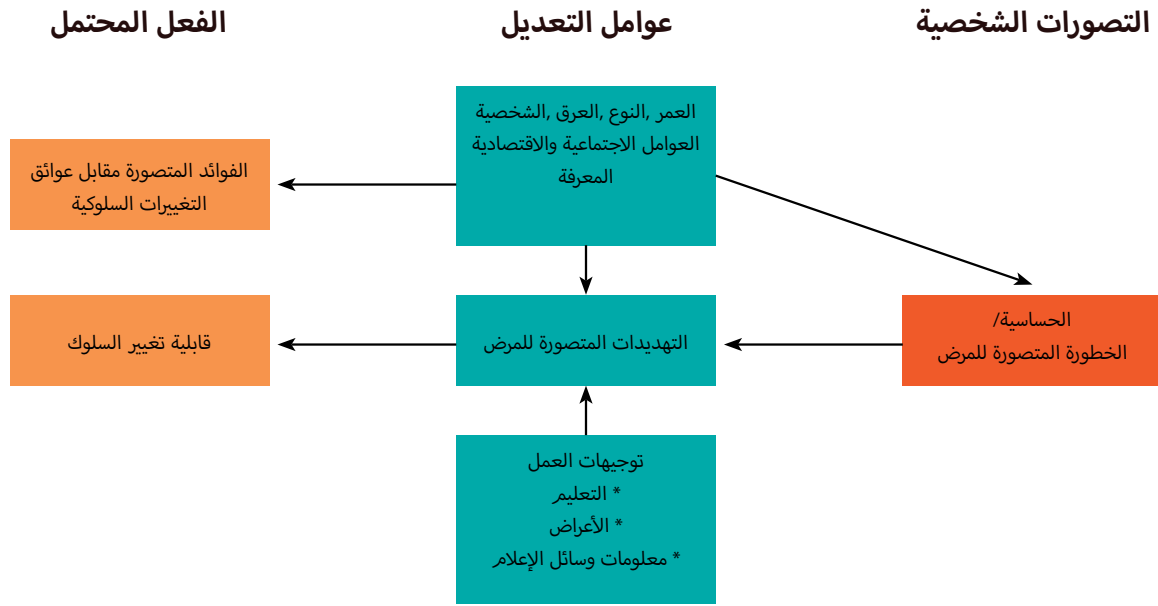 التصورات الشخصية
عوامل التعديل
الفعل المحتمل
العمر ,النوع ,العرق ,الشخصية
العوامل الاجتماعية والاقتصادية
المعرفة
الفوائد المتصورة مقابل عوائق
التغييرات السلوكية
الحساسية/
الخطورة المتصورة للمرض
التهديدات المتصورة للمرض
قابلية تغيير السلوك
توجيهات العمل
* التعليم
* الأعراض
* معلومات وسائل الإعلام